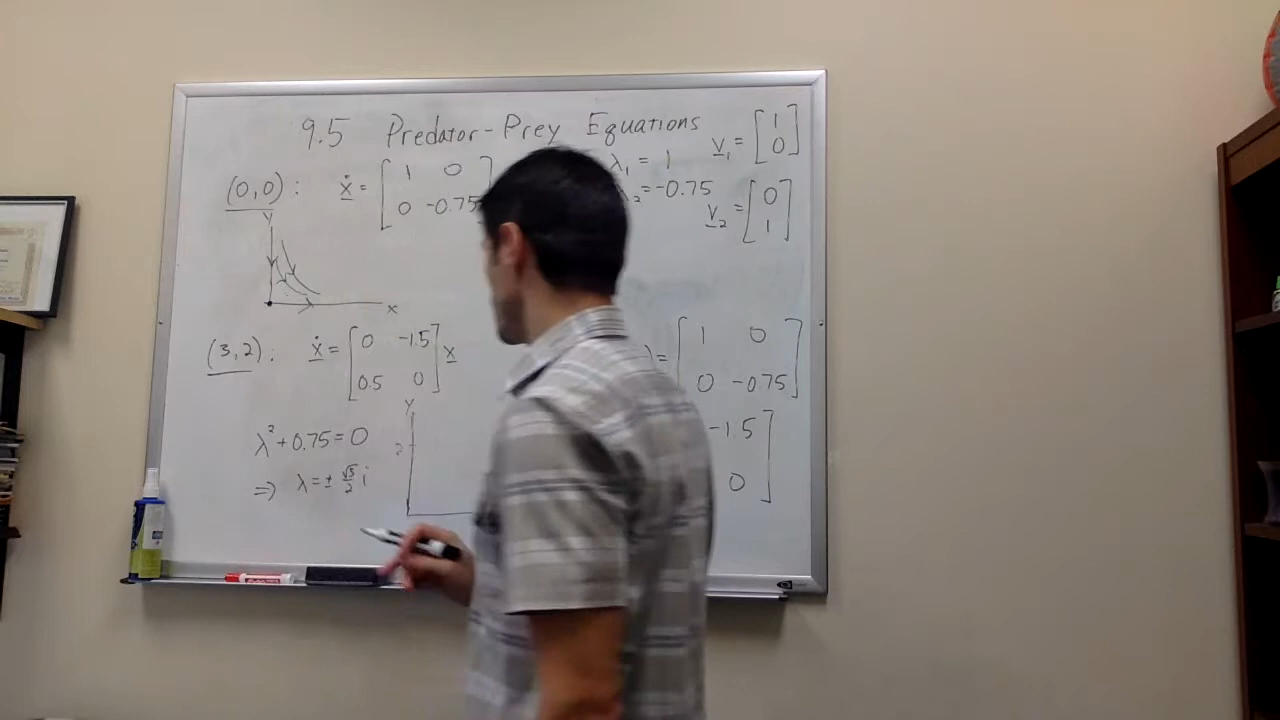 9.5 Predator-Prey Equations
(0,0): ẋ = [1 0
0 -0.75]
λ₁ = 1 v₁ = [1
0]
λ₂ = -0.75 v₂ = [0
1]
y
x
(3,2): ẋ = [0 -1.5
0.5 0] x
) = [1 0
0 -0.75]
-1.5
0]
λ² + 0.75 = 0
⇒ λ = ± √3/2 i
y
2